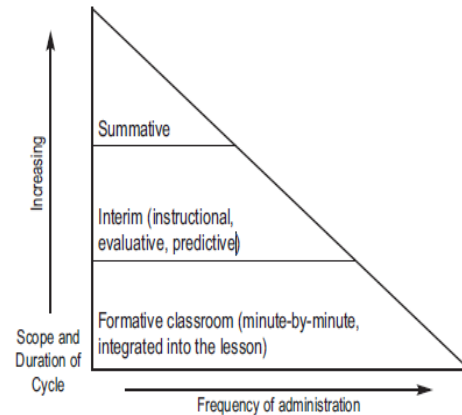 Increasing
Summative
Interim (instructional,
evaluative, predictive)
Formative classroom (minute-by-minute,
integrated into the lesson)
Scope and
Duration of
Cycle
Frequency of administration